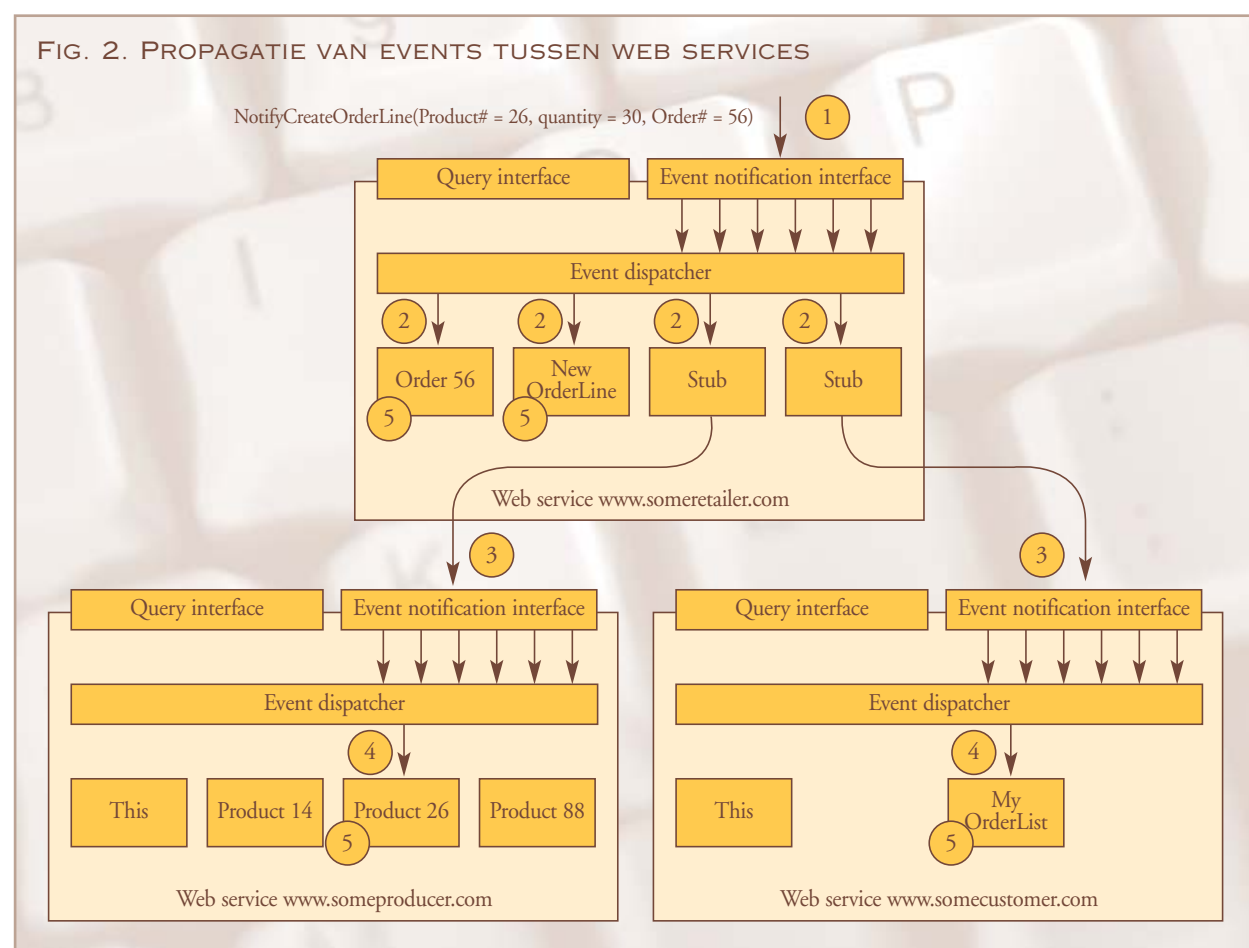 FIG. 2. PROPAGATIE VAN EVENTS TUSSEN WEB SERVICES
NotifyCreateOrderLine(Product# = 26, quantity = 30, Order# = 56)
1
Query interface
Event notification interface
Event dispatcher
2
2
2
2
Order 56
New
OrderLine
Stub
Stub
5
5
Web service www.someretailer.com
3
3
Query interface
Event notification interface
Event dispatcher
4
This
Product 14
Product 26
Product 88
5
Web service www.someproducer.com
Query interface
Event notification interface
Event dispatcher
4
This
My
OrderList
5
Web service www.somecustomer.com